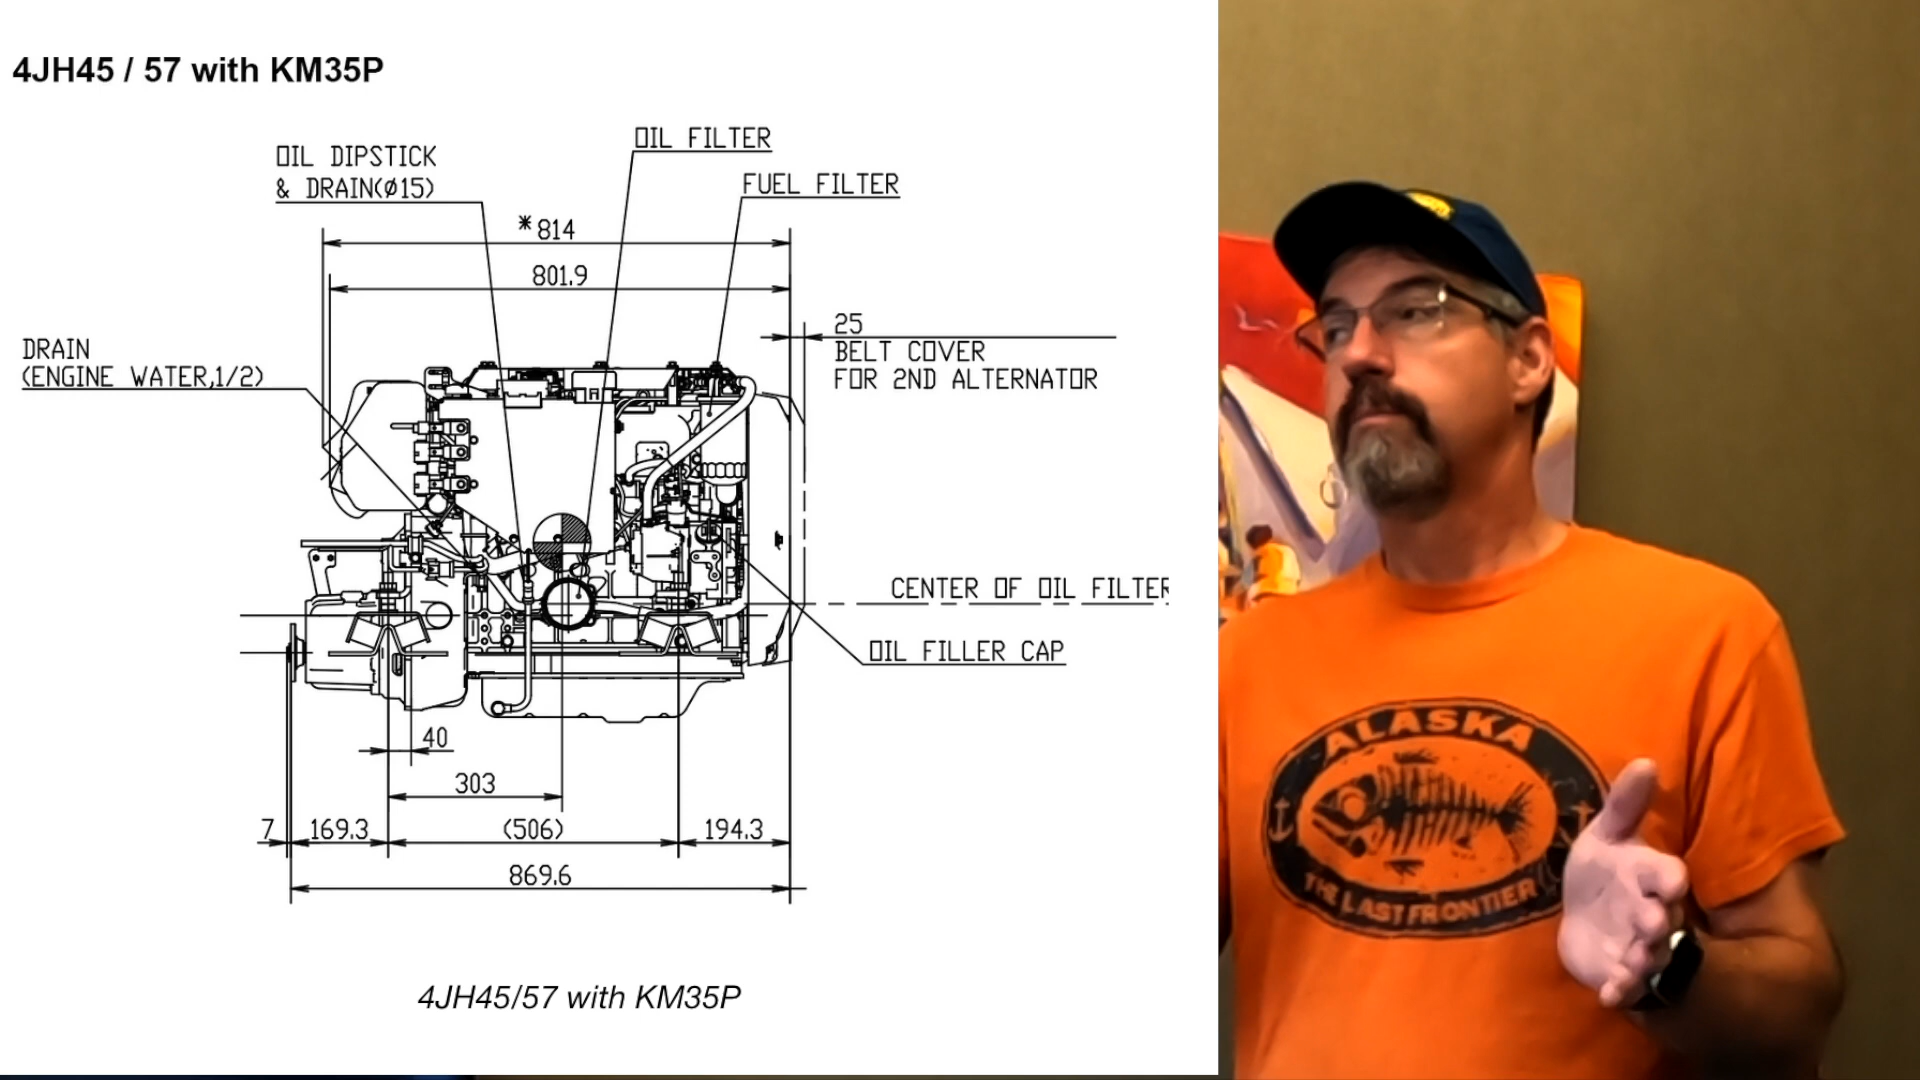 4JH45 / 57 with KM35P
OIL FILTER
OIL DIPSTICK
& DRAIN(Ø15)
FUEL FILTER
*814
801.9
25
BELT COVER
FOR 2ND ALTERNATOR
DRAIN
(ENGINE WATER,1/2)
H
CENTER OF OIL FILTER
OIL FILLER CAP
40
303
7
169.3
(506)
194.3
869.6
4JH45/57 with KM35P
ALASKA
THE LAST FRONTIER